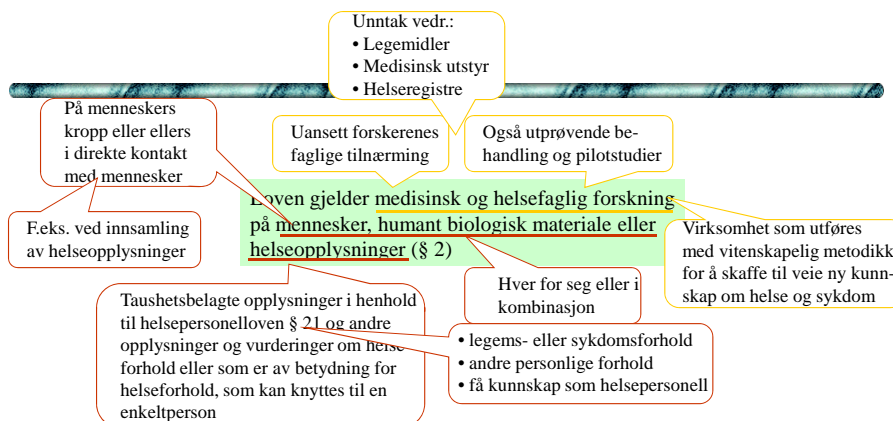 Unntak vedr.:
• Legemidler
• Medisinsk utstyr
• Helseregistre
På menneskers
kropp eller ellers
i direkte kontakt
med mennesker
Uansett forskerenes
faglige tilnærming
Også utprøvende be-
handling og pilotstudier
F.eks. ved innsamling
av helseopplysninger
Loven gjelder medisinsk og helsefaglig forskning
på mennesker, humant biologisk materiale eller
helseopplysninger (§ 2)
Virksomhet som utføres
med vitenskapelig metodikk
for å skaffe til veie ny kunn-
skap om helse og sykdom
Hver for seg eller i
kombinasjon
Taushetsbelagte opplysninger i henhold
til helsepersonelloven § 21 og andre
opplysninger og vurderinger om helse
forhold eller som er av betydning for
helseforhold, som kan knyttes til en
enkeltperson
• legems- eller sykdomsforhold
• andre personlige forhold
• få kunnskap som helsepersonell